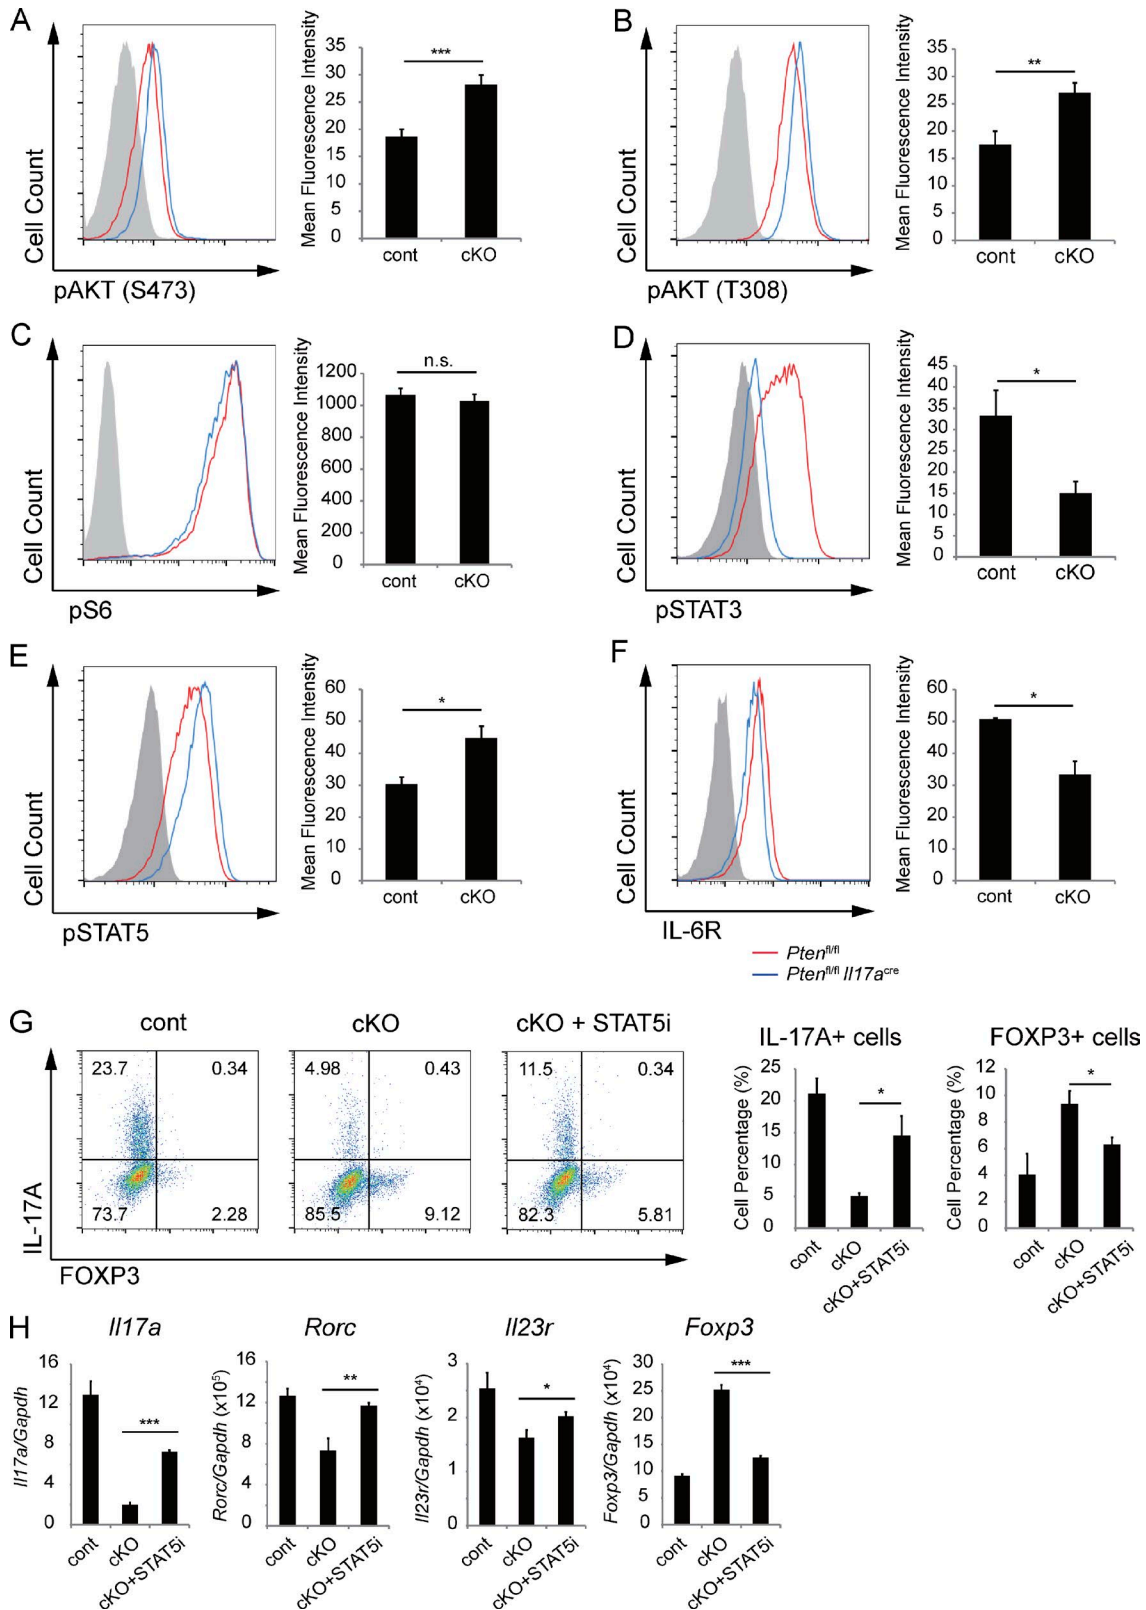 A
Cell Count
pAKT (S473)
Mean Fluorescence Intensity
35
30
25
20
15
10
5
0
***
cont
cKO
B
Cell Count
pAKT (T308)
Mean Fluorescence Intensity
35
30
25
20
15
10
5
0
**
cont
cKO
C
Cell Count
pS6
Mean Fluorescence Intensity
1200
1000
800
600
400
200
0
n.s.
cont
cKO
D
Cell Count
pSTAT3
Mean Fluorescence Intensity
45
40
35
30
25
20
15
10
5
0
*
cont
cKO
E
Cell Count
pSTAT5
Mean Fluorescence Intensity
60
50
40
30
20
10
0
*
cont
cKO
F
Cell Count
IL-6R
Mean Fluorescence Intensity
60
50
40
30
20
10
0
*
cont
cKO
Pten fl/fl
Pten fl/fl Il17a cre
G
cont
cKO
cKO + STAT5i
IL-17A
23.7
0.34
73.7
2.28
4.98
0.43
85.5
9.12
11.5
0.34
82.3
5.81
FOXP3
IL-17A+ cells
Cell Percentage (%)
25
20
15
10
5
0
*
cont
cKO
cKO+STAT5i
FOXP3+ cells
Cell Percentage (%)
12
10
8
6
4
2
0
*
cont
cKO
cKO+STAT5i
H
Il17a
Il17a/Gapdh
16
12
8
4
0
***
cont
cKO
cKO+STAT5i
Rorc
Rorc/Gapdh (x10⁵)
16
12
8
4
0
**
cont
cKO
cKO+STAT5i
Il23r
Il23r/Gapdh (x10⁴)
3
2
1
0
*
cont
cKO
cKO+STAT5i
Foxp3
Foxp3/Gapdh (x10⁴)
30
25
20
15
10
5
0
***
cont
cKO
cKO+STAT5i